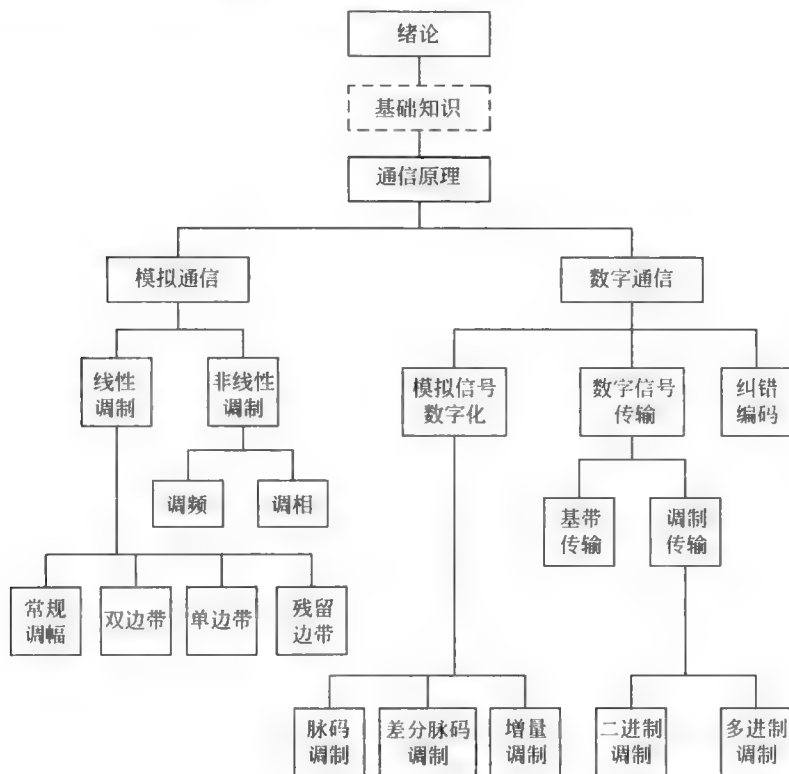 绪论
基础知识
通信原理
模拟通信
数字通信
线性
调制
非线性
调制
模拟信号
数字化
数字信号
传输
纠错
编码
调频
调相
基带
传输
调制
传输
常规
调幅
双边带
单边带
残留
边带
脉码
调制
差分脉码
调制
增量
调制
二进制
调制
多进制
调制